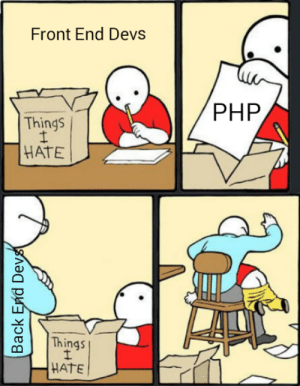 Front End Devs
Things
I
HATE
PHP
Back End Devs
Things
I
HATE